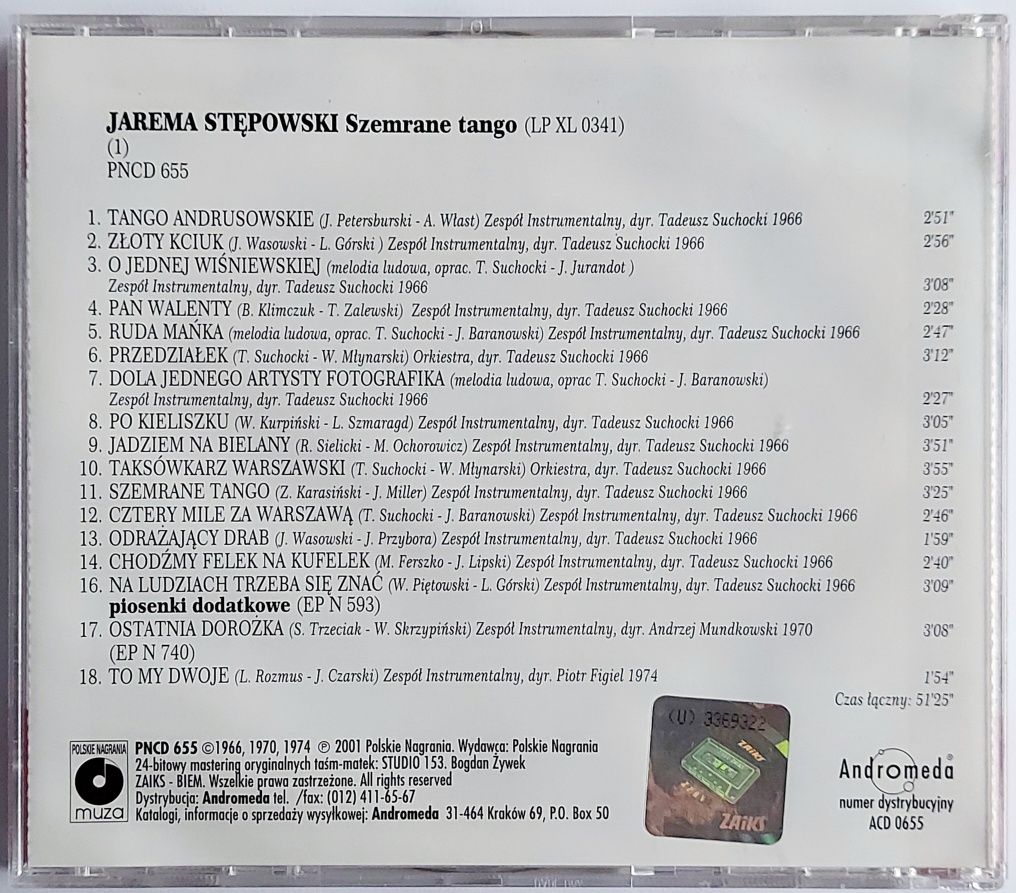 JAREMA STĘPOWSKI Szemrane tango (LP XL 0341)
(1)
PNCD 655
1. TANGO ANDRUSOWSKIE (J. Petersburski - A. Włast) Zespół Instrumentalny, dyr. Tadeusz Suchocki 1966 2'51"
2. ZŁOTY KCIUK (J. Wasowski - L. Górski ) Zespół Instrumentalny, dyr. Tadeusz Suchocki 1966 2'56"
3. O JEDNEJ WIŚNIEWSKIEJ (melodia ludowa, oprac. T. Suchocki - J. Jurandot )
Zespół Instrumentalny, dyr. Tadeusz Suchocki 1966 3'08"
4. PAN WALENTY (B. Klimczuk - T. Zalewski) Zespół Instrumentalny, dyr. Tadeusz Suchocki 1966 2'28"
5. RUDA MAŃKA (melodia ludowa, oprac. T. Suchocki - J. Baranowski) Zespół Instrumentalny, dyr. Tadeusz Suchocki 1966 2'47"
6. PRZEDZIAŁEK (T. Suchocki - W. Młynarski) Orkiestra, dyr. Tadeusz Suchocki 1966 3'12"
7. DOLA JEDNEGO ARTYSTY FOTOGRAFIKA (melodia ludowa, oprac T. Suchocki - J. Baranowski)
Zespół Instrumentalny, dyr. Tadeusz Suchocki 1966 2'27"
8. PO KIELISZKU (W. Kurpiński - L. Szmaragd) Zespół Instrumentalny, dyr. Tadeusz Suchocki 1966 3'05"
9. JADZIEM NA BIELANY (R. Sielicki - M. Ochorowicz) Zespół Instrumentalny, dyr. Tadeusz Suchocki 1966 3'51"
10. TAKSÓWKARZ WARSZAWSKI (T. Suchocki - W. Młynarski) Orkiestra, dyr. Tadeusz Suchocki 1966 3'55"
11. SZEMRANE TANGO (Z. Karasiński - J. Miller) Zespół Instrumentalny, dyr. Tadeusz Suchocki 1966 3'25"
12. CZTERY MILE ZA WARSZAWĄ (T. Suchocki - J. Baranowski) Zespół Instrumentalny, dyr. Tadeusz Suchocki 1966 2'46"
13. ODRAŻAJĄCY DRAB (J. Wasowski - J. Przybora) Zespół Instrumentalny, dyr. Tadeusz Suchocki 1966 1'59"
14. CHODŹMY FELEK NA KUFELEK (M. Ferszko - J. Lipski) Zespół Instrumentalny, dyr. Tadeusz Suchocki 1966 2'40"
16. NA LUDZIACH TRZEBA SIĘ ZNAĆ (W. Piętowski - L. Górski) Zespół Instrumentalny, dyr. Tadeusz Suchocki 1966 3'09"
piosenki dodatkowe (EP N 593)
17. OSTATNIA DOROŻKA (S. Trzeciak - W. Skrzypiński) Zespół Instrumentalny, dyr. Andrzej Mundkowski 1970 3'08"
(EP N 740)
18. TO MY DWOJE (L. Rozmus - J. Czarski) Zespół Instrumentalny, dyr. Piotr Figiel 1974 1'54"
Czas łączny: 51'25"
POLSKIE NAGRANIA
muza
PNCD 655 ©1966, 1970, 1974 ℗ 2001 Polskie Nagrania. Wydawca: Polskie Nagrania
24-bitowy mastering oryginalnych taśm-matek: STUDIO 153. Bogdan Żywek
ZAIKS - BIEM. Wszelkie prawa zastrzeżone. All rights reserved
Dystrybucja: Andromeda tel. /fax: (012) 411-65-67
Katalogi, informacje o sprzedaży wysyłkowej: Andromeda 31-464 Kraków 69, P.O. Box 50
(U) 3369322
ZAiKS
ZAiKS
Andromeda®
numer dystrybucyjny
ACD 0655